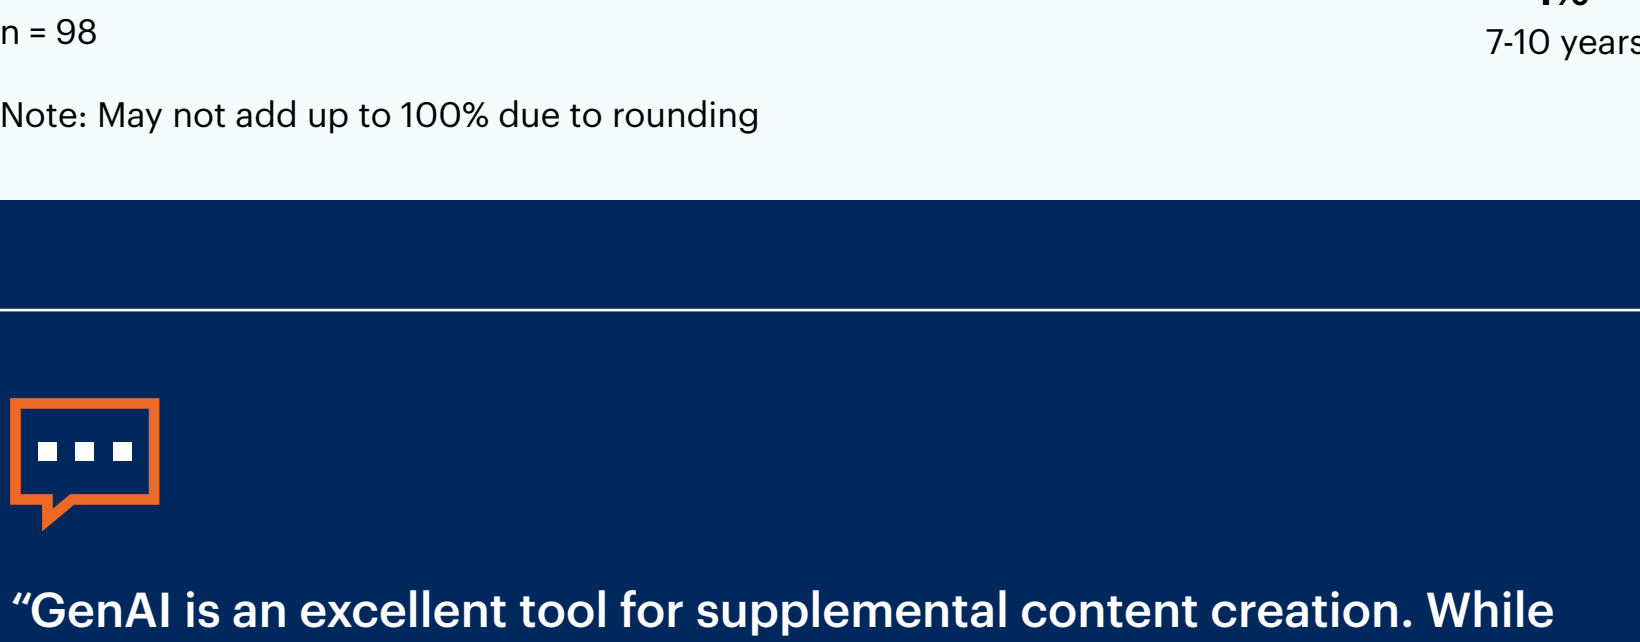 n = 98
7-10 years
Note: May not add up to 100% due to rounding
“GenAI is an excellent tool for supplemental content creation. While